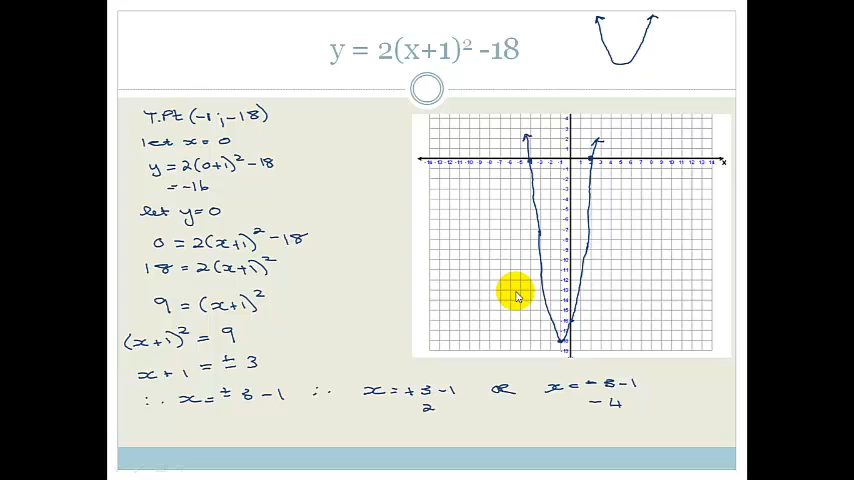 y = 2(x+1)² -18
T.Pt (-1 ; -18)
let x = 0
y = 2(0+1)² - 18
= -16
let y = 0
0 = 2(x+1)² - 18
18 = 2(x+1)²
9 = (x+1)²
(x+1)² = 9
x + 1 = ± 3
∴ x = ± 3 - 1 ∴ x = +3 - 1 OR x = - 3 - 1
2 - 4
x